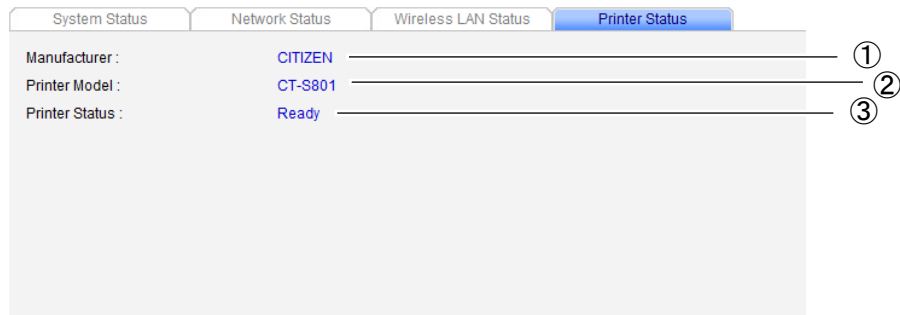 System Status Network Status Wireless LAN Status Printer Status
Manufacturer : CITIZEN ①
Printer Model : CT-S801 ②
Printer Status : Ready ③